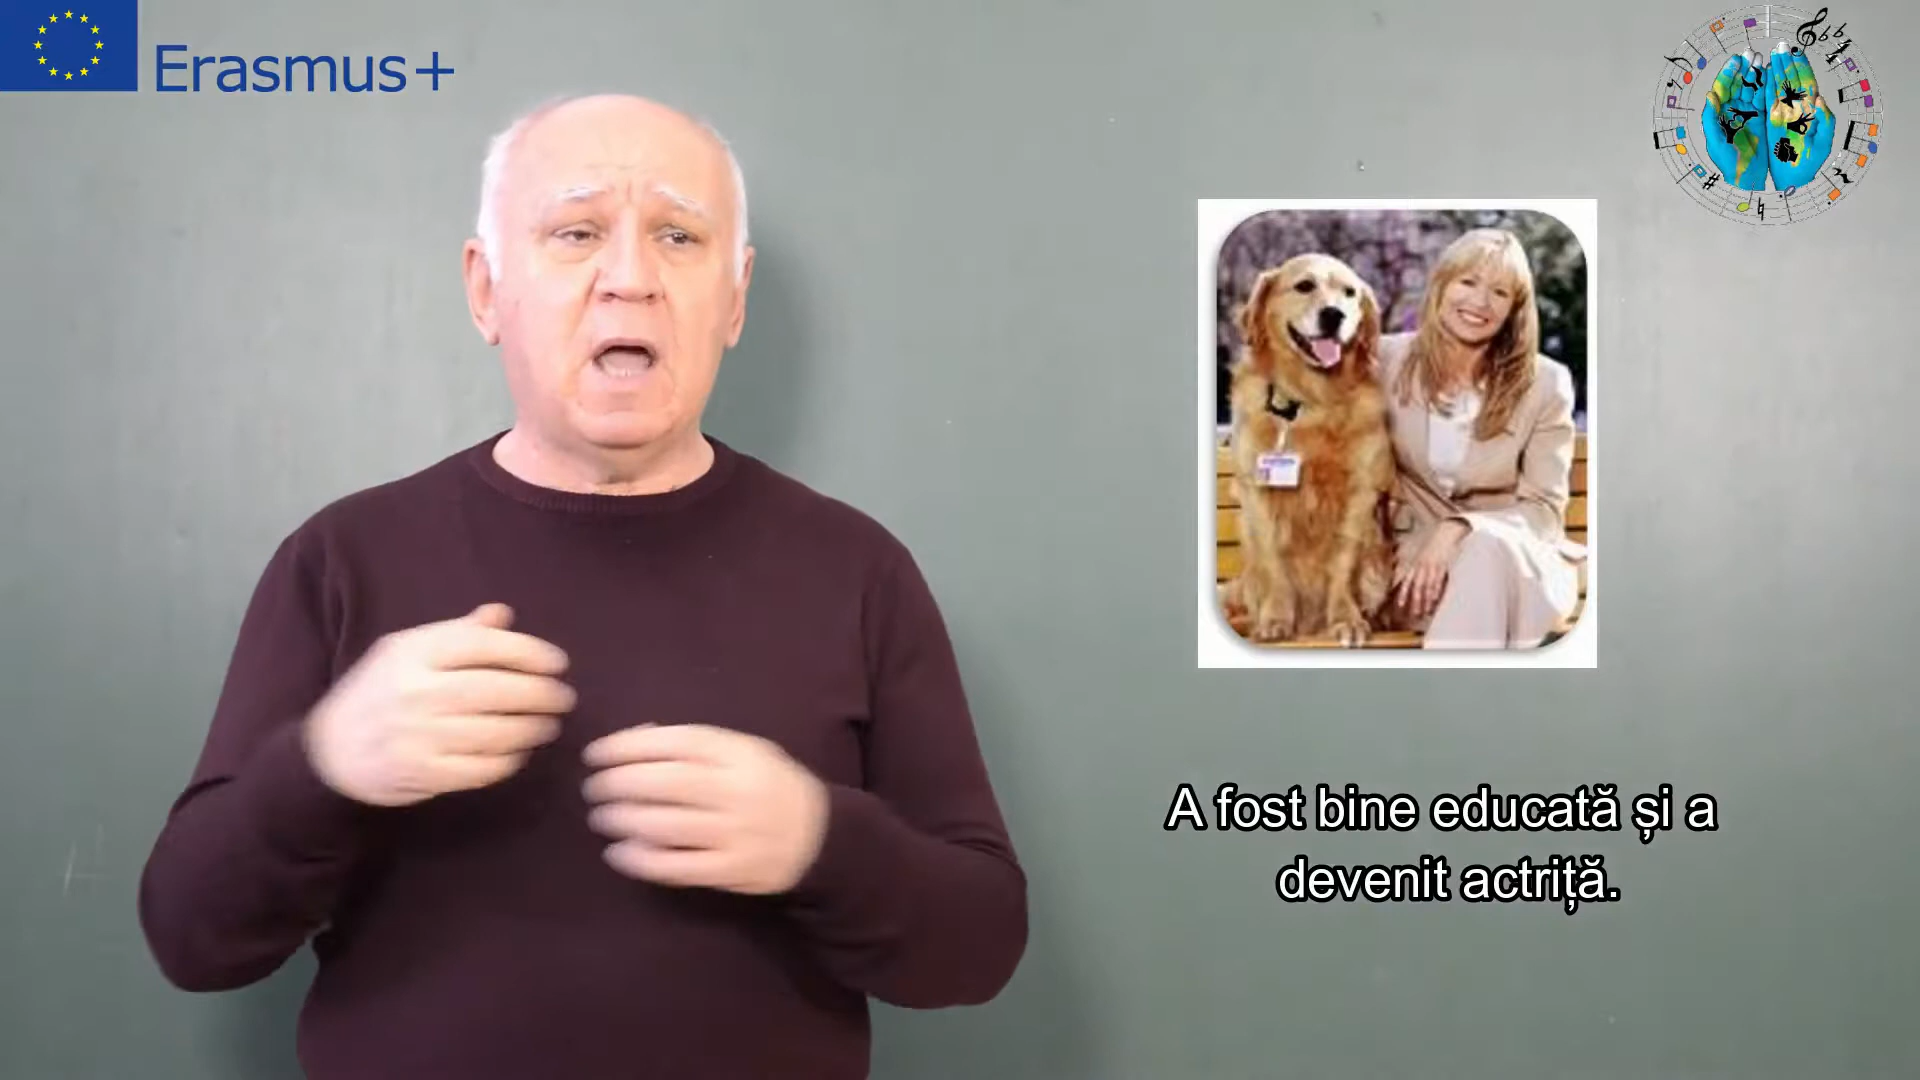 Erasmus+
A fost bine educată și a
devenit actriță.